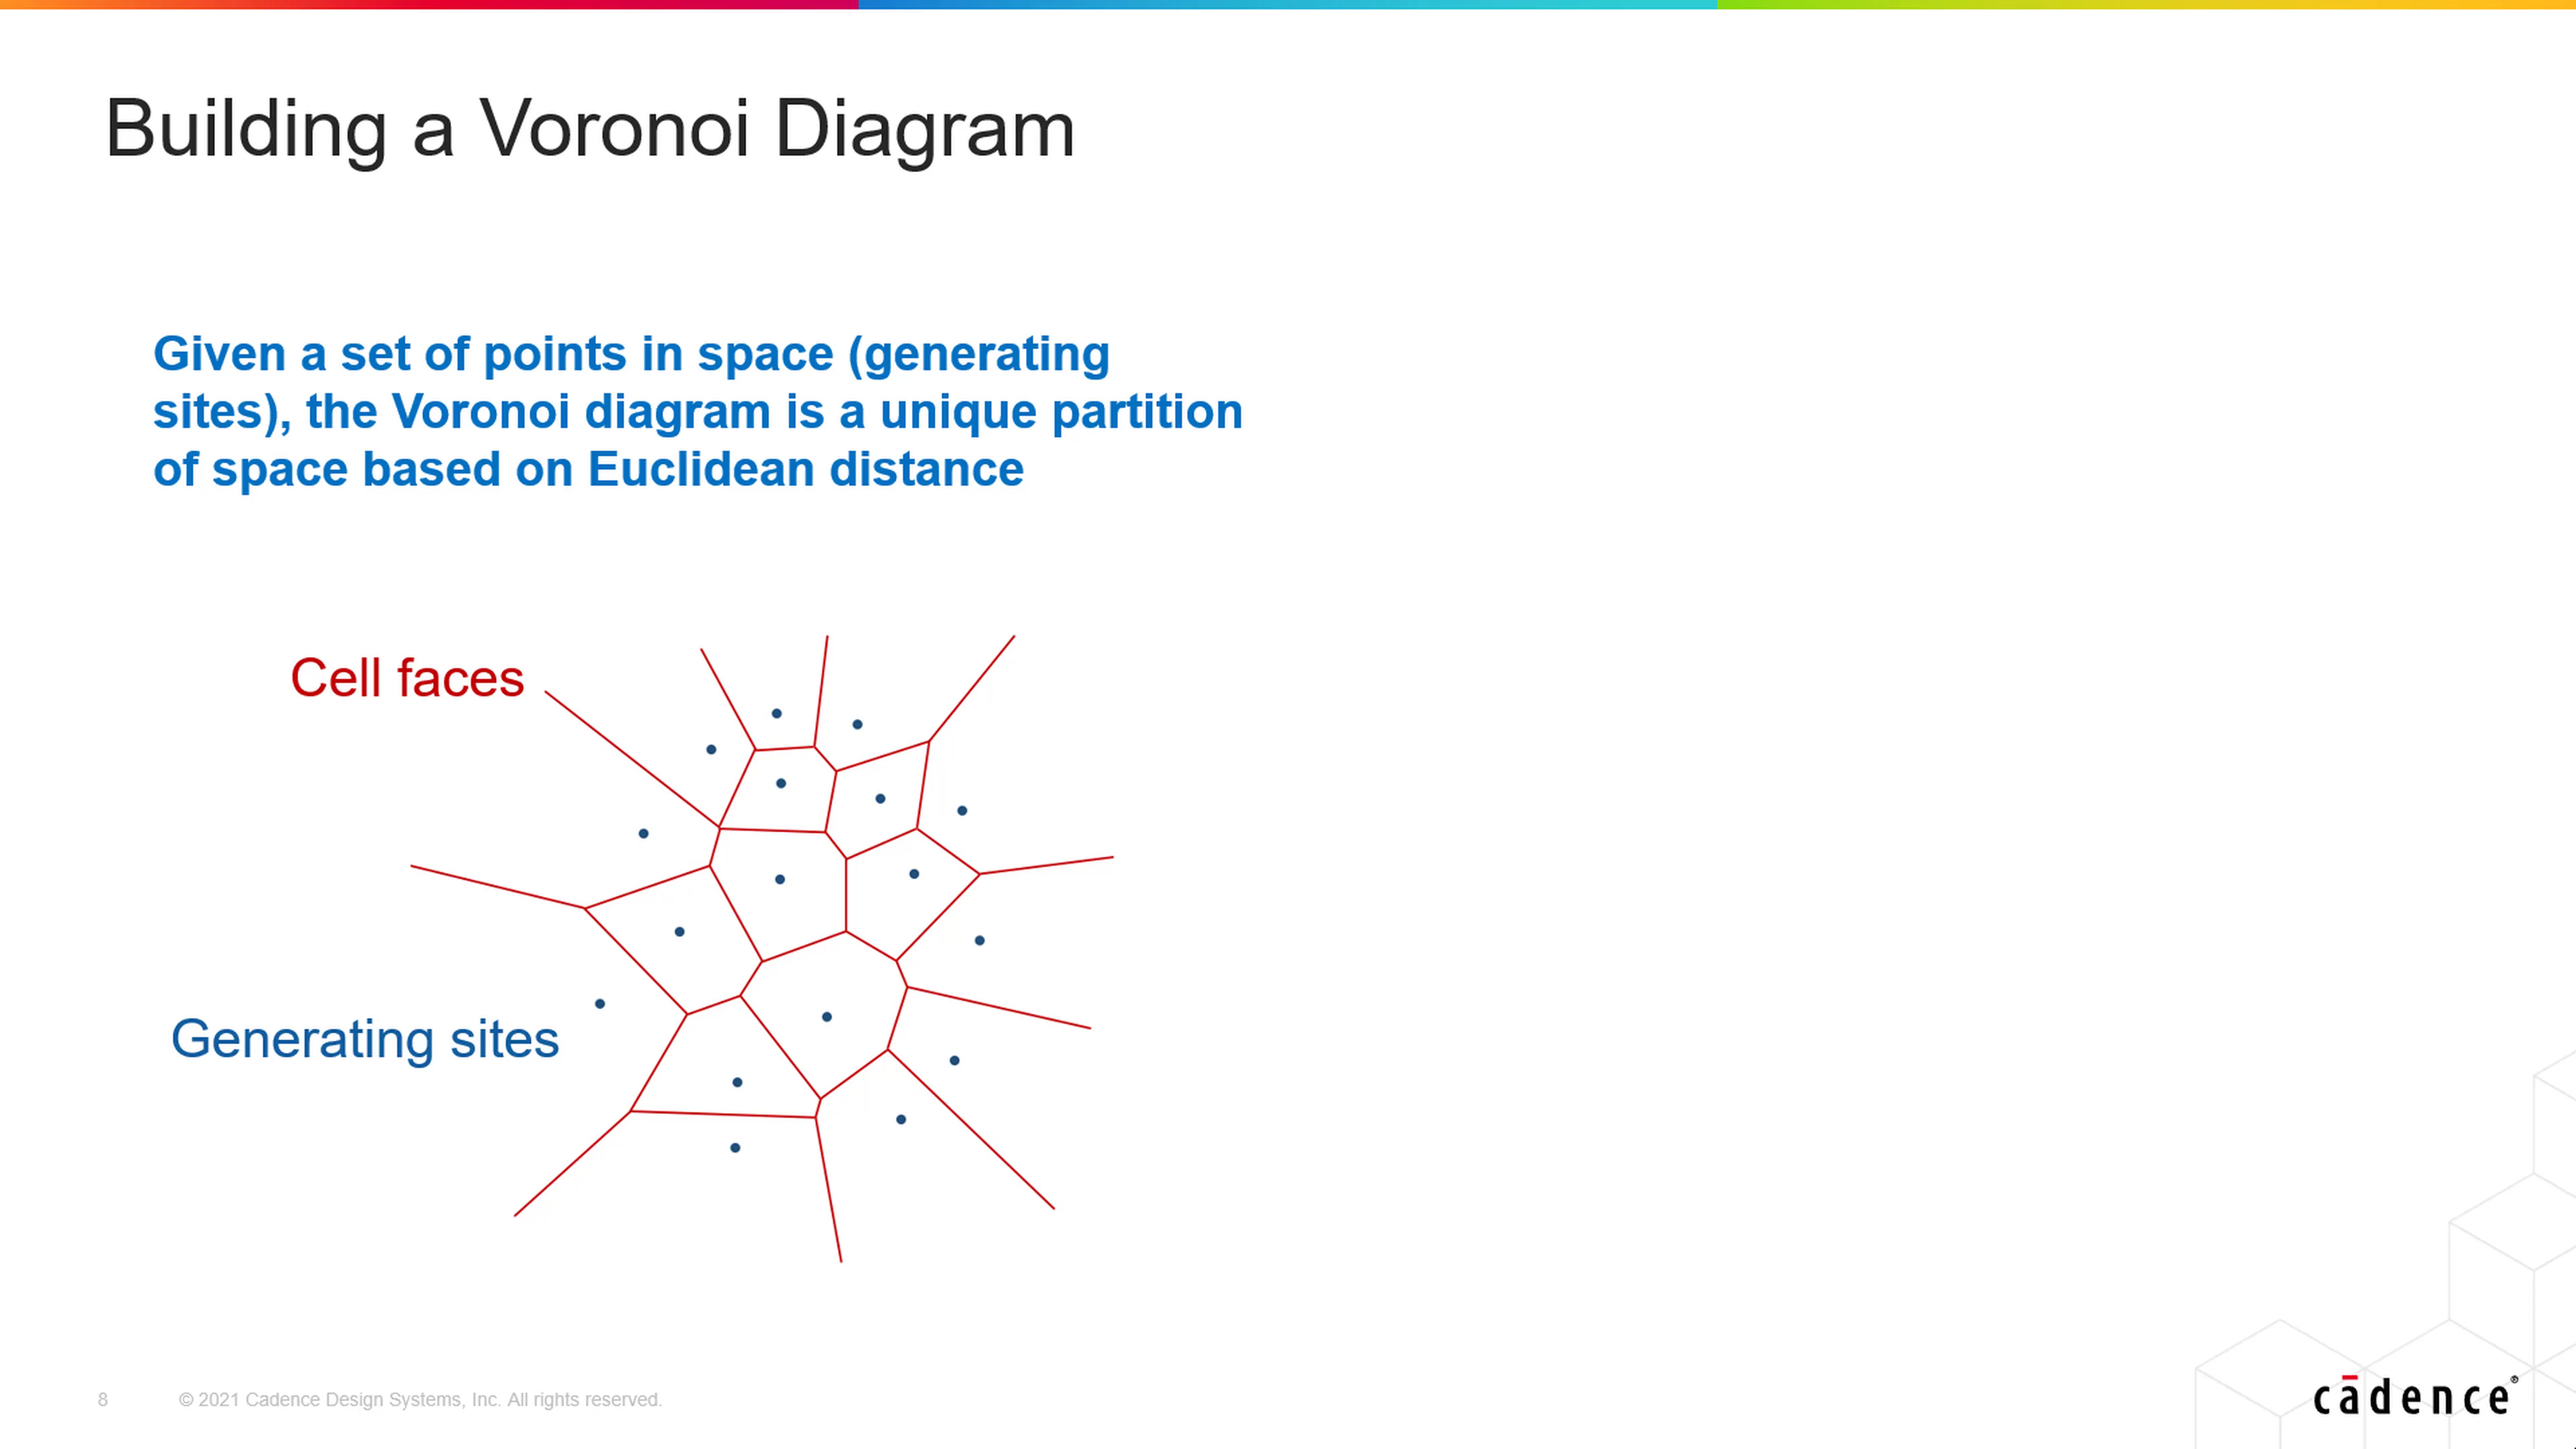 Building a Voronoi Diagram
Given a set of points in space (generating
sites), the Voronoi diagram is a unique partition
of space based on Euclidean distance
Cell faces
Generating sites
8
© 2021 Cadence Design Systems, Inc. All rights reserved.
cādence®